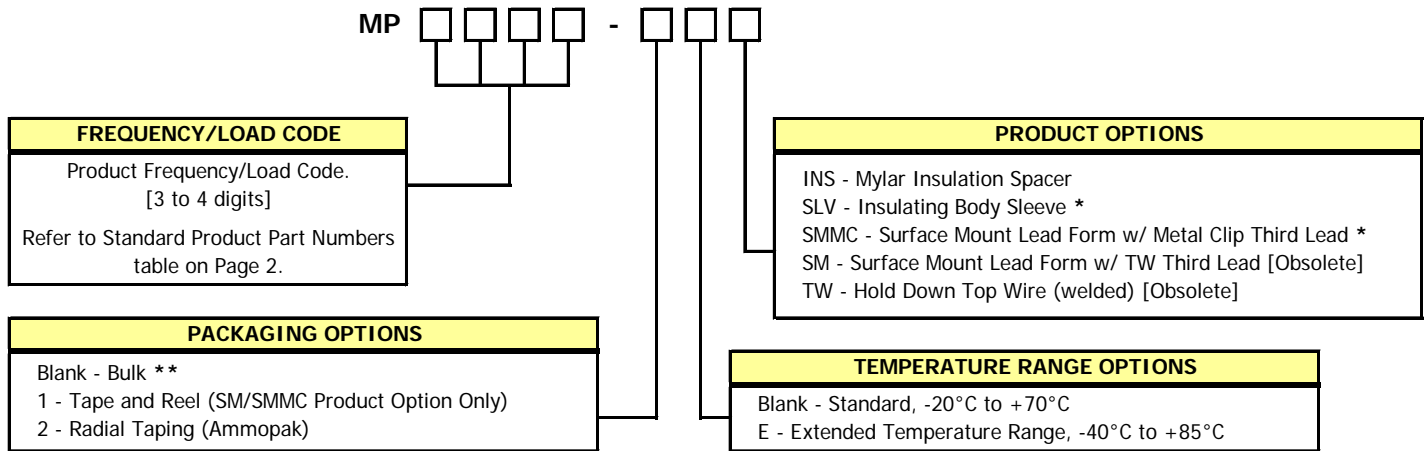 MP -
FREQUENCY/LOAD CODE
Product Frequency/Load Code.
[3 to 4 digits]
Refer to Standard Product Part Numbers
table on Page 2.
PRODUCT OPTIONS
INS - Mylar Insulation Spacer
SLV - Insulating Body Sleeve *
SMMC - Surface Mount Lead Form w/ Metal Clip Third Lead *
SM - Surface Mount Lead Form w/ TW Third Lead [Obsolete]
TW - Hold Down Top Wire (welded) [Obsolete]
PACKAGING OPTIONS
Blank - Bulk **
1 - Tape and Reel (SM/SMMC Product Option Only)
2 - Radial Taping (Ammopak)
TEMPERATURE RANGE OPTIONS
Blank - Standard, -20°C to +70°C
E - Extended Temperature Range, -40°C to +85°C